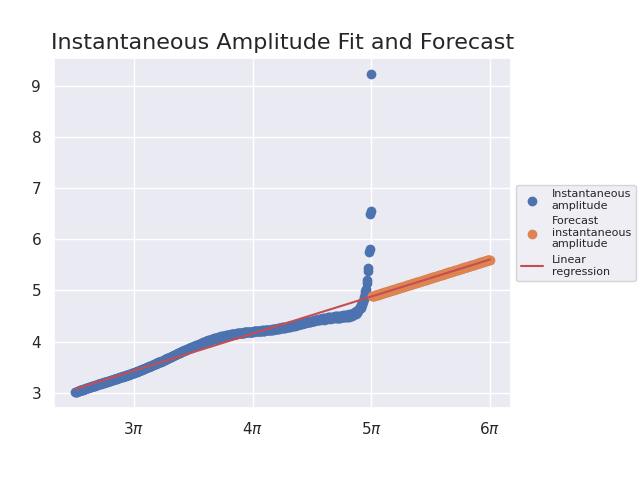 Instantaneous Amplitude Fit and Forecast
9
8
7
6
5
4
3
3π
4π
5π
6π
Instantaneous
amplitude
Forecast
instantaneous
amplitude
Linear
regression